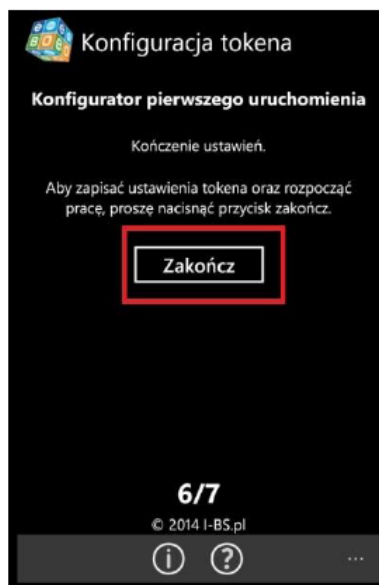 Konfiguracja tokena
Konfigurator pierwszego uruchomienia
Kończenie ustawień.
Aby zapisać ustawienia tokena oraz rozpocząć
pracę, proszę nacisnąć przycisk zakończ.
Zakończ
6/7
© 2014 I-BS.pl